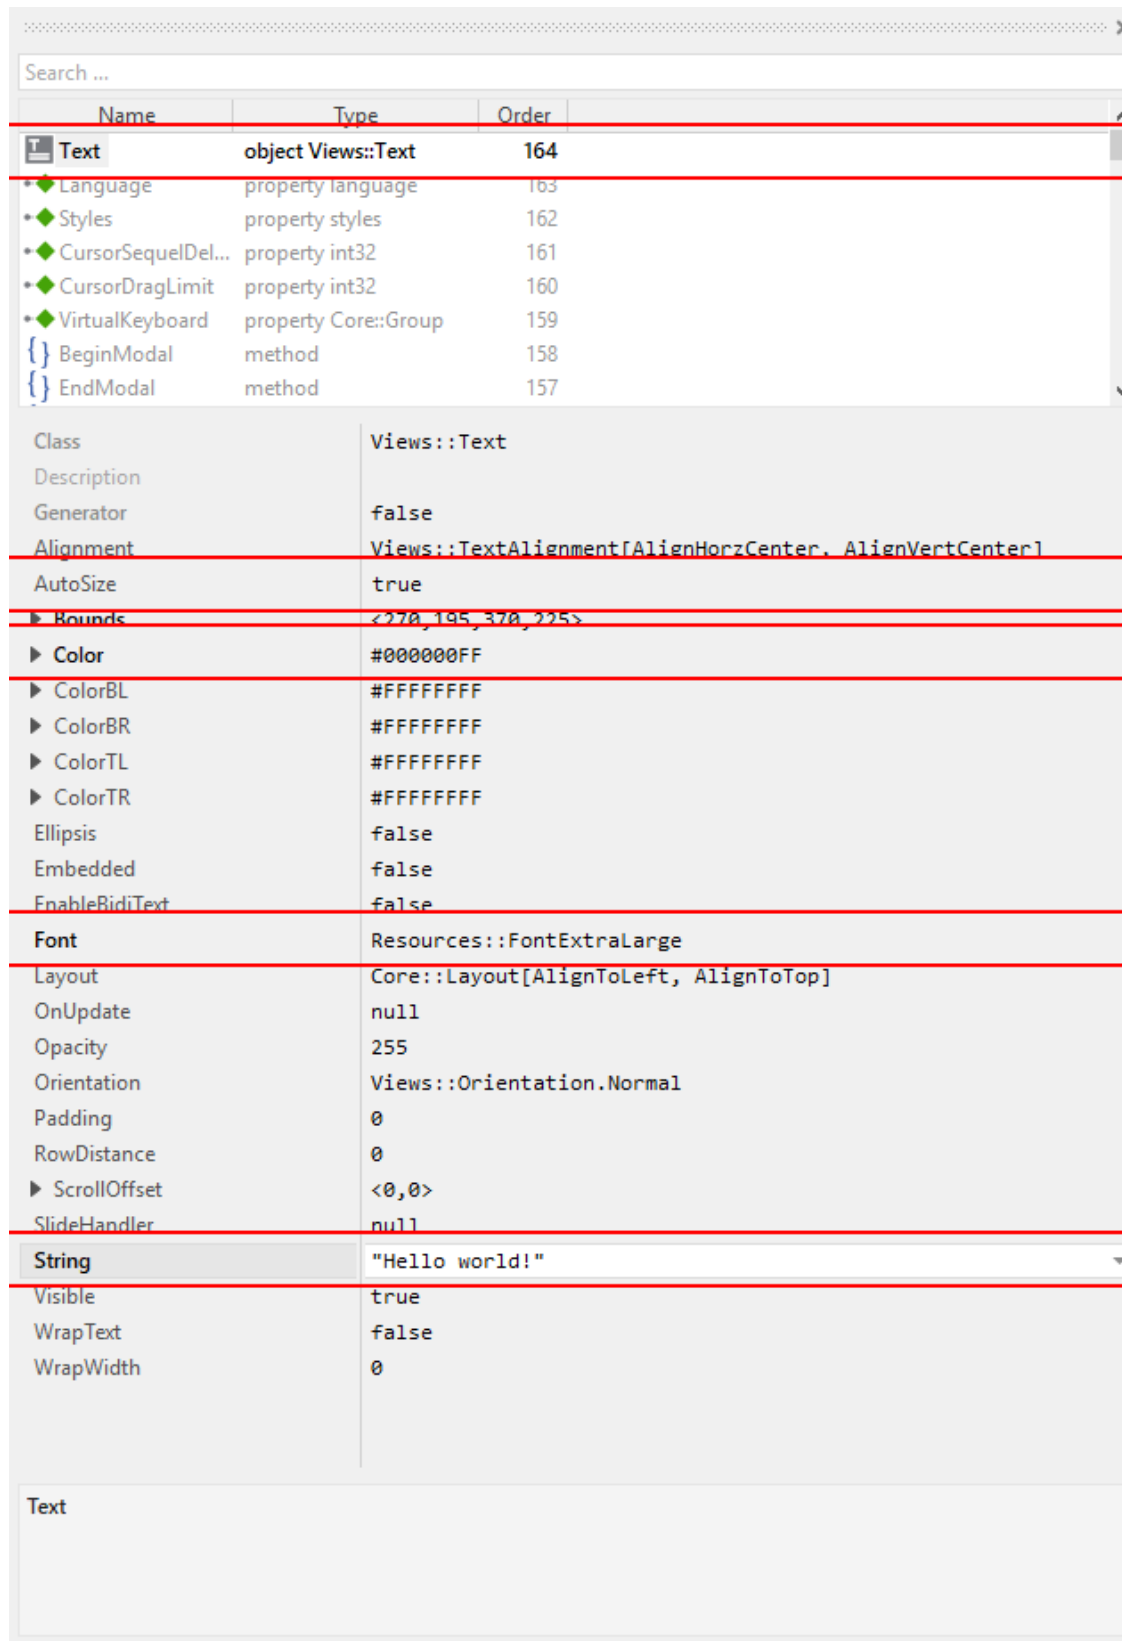 Search ...
Name Type Order
Text object Views::Text 164
Language property language 163
Styles property styles 162
CursorSequelDel... property int32 161
CursorDragLimit property int32 160
VirtualKeyboard property Core::Group 159
{} BeginModal method 158
{} EndModal method 157
Class Views::Text
Description
Generator false
Alignment Views::TextAlignment[AlignHorzCenter, AlignVertCenter]
AutoSize true
Bounds <270,195,370,225>
Color #000000FF
ColorBL #FFFFFFFF
ColorBR #FFFFFFFF
ColorTL #FFFFFFFF
ColorTR #FFFFFFFF
Ellipsis false
Embedded false
EnableBidiText false
Font Resources::FontExtraLarge
Layout Core::Layout[AlignToLeft, AlignToTop]
OnUpdate null
Opacity 255
Orientation Views::Orientation.Normal
Padding 0
RowDistance 0
ScrollOffset <0,0>
SlideHandler null
String "Hello world!"
Visible true
WrapText false
WrapWidth 0
Text